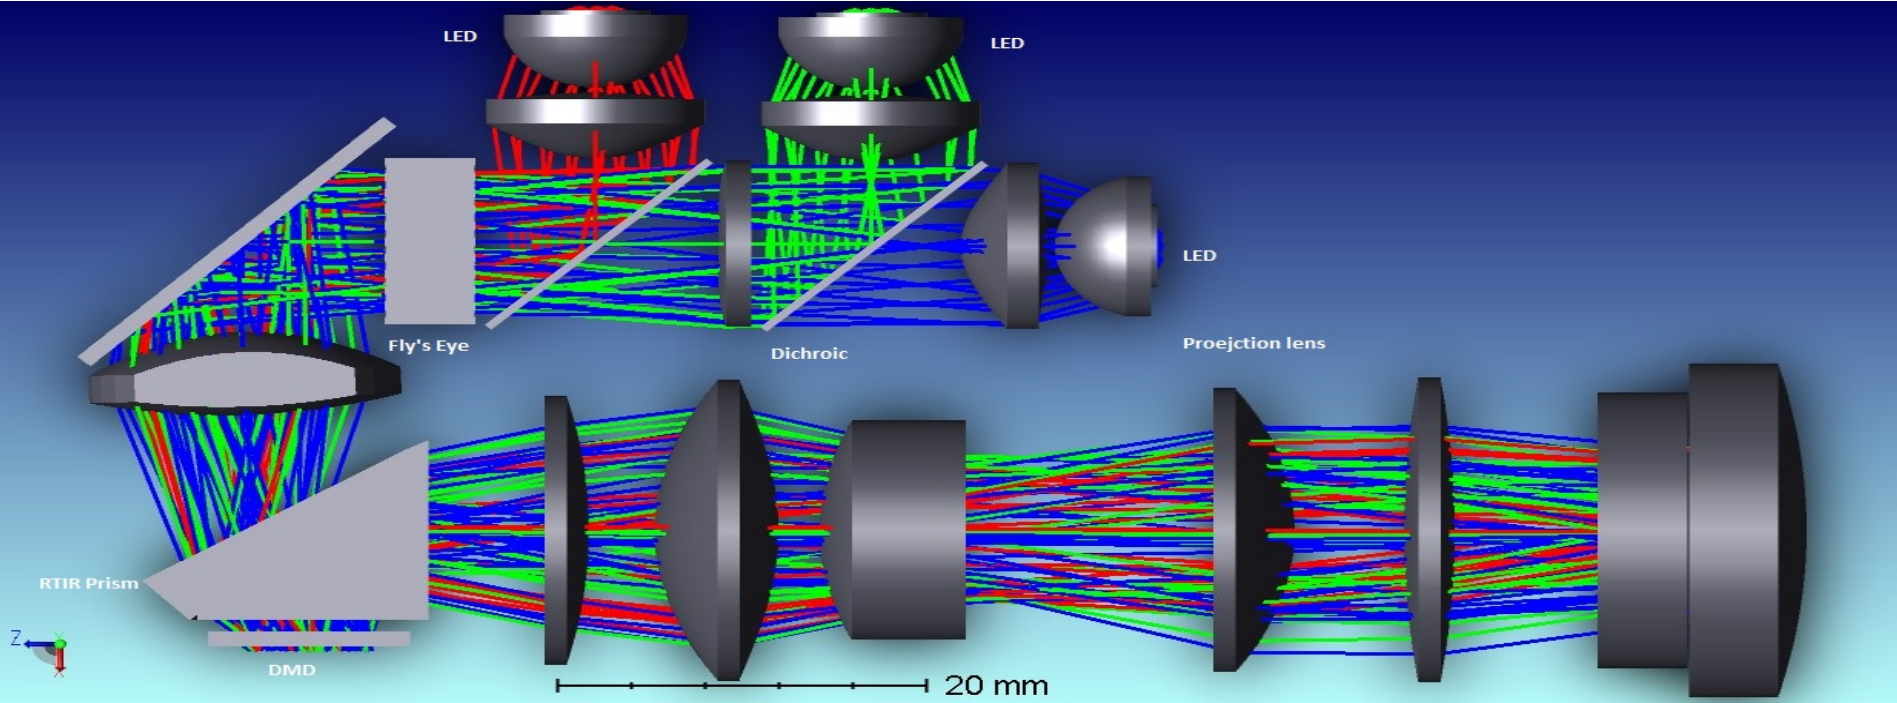 LED
LED
LED
Fly's Eye
Dichroic
Proejction lens
RTIR Prism
Z
Y
X
DMD
20 mm